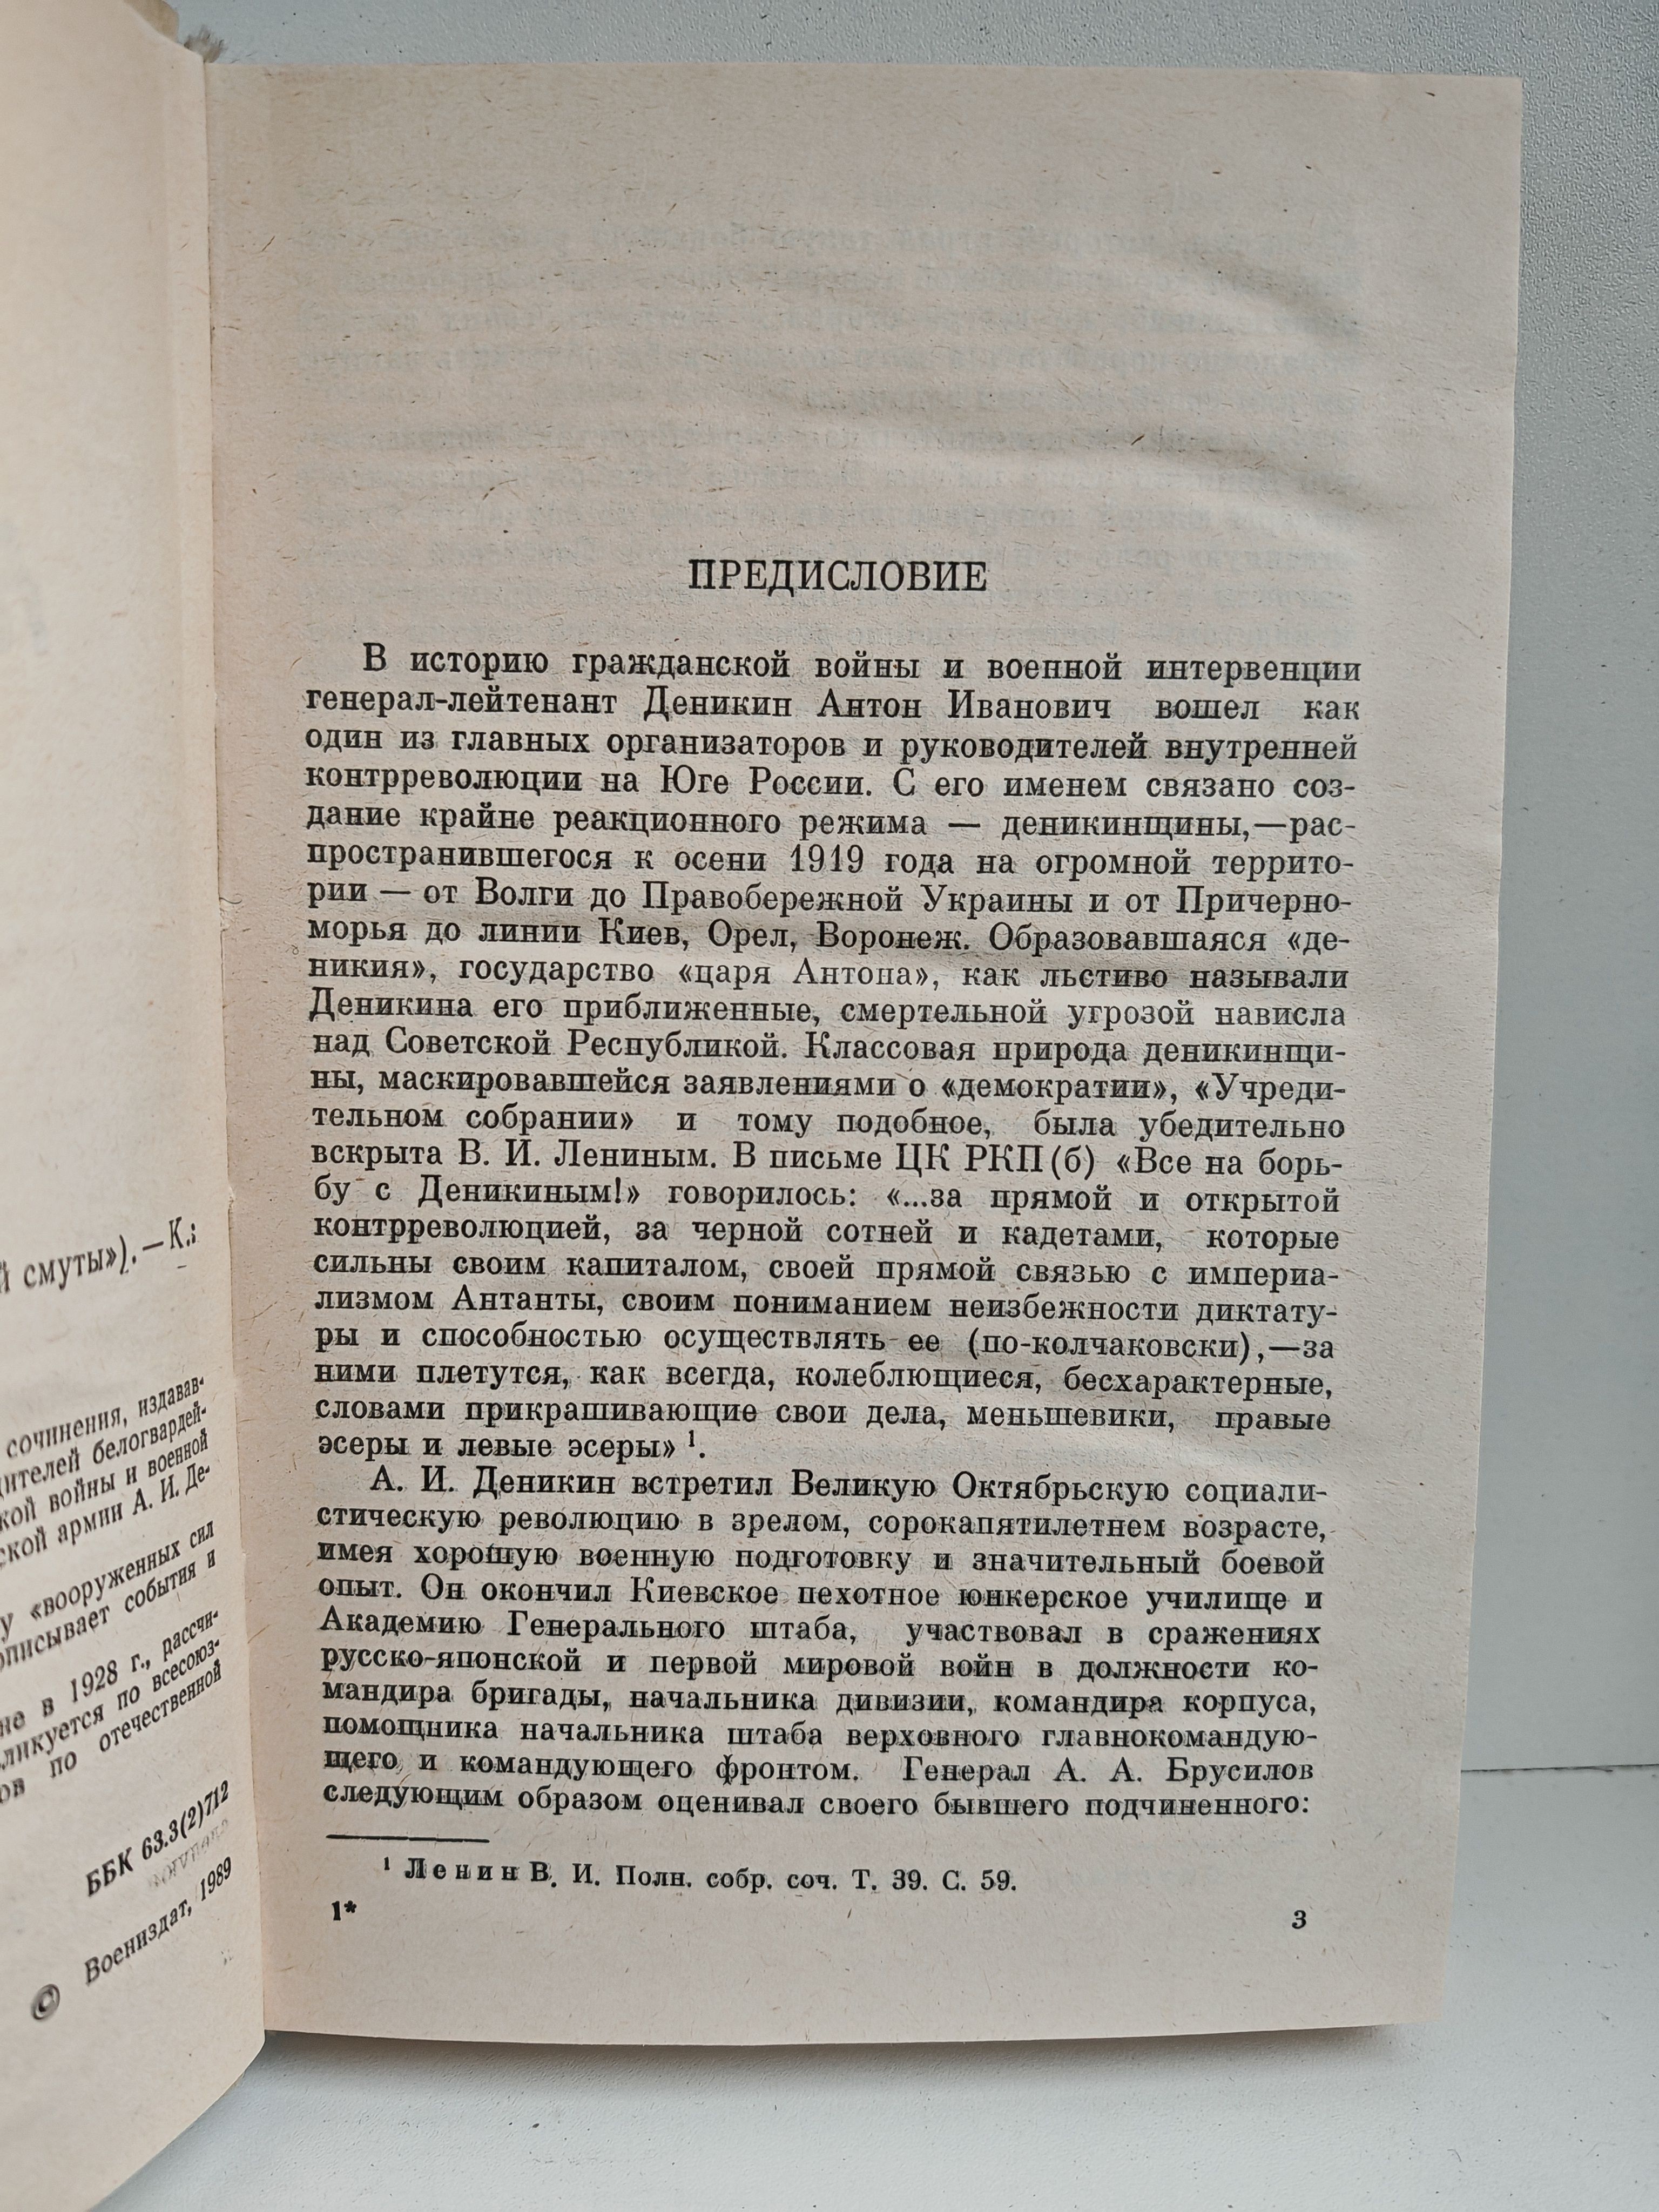 й смуты»).—К.:
сочинения, издавав-
дителей белогвардей-
кой войны и военной
ской армии А. И. Де-
у «вооруженных сил
описывает события и
не в 1928 г., рассчи-
ликуется по всесоюз-
ов по отечественной
ББК 63.3(2)712
© Воениздат, 1989
ПРЕДИСЛОВИЕ
В историю гражданской войны и военной интервенции
генерал-лейтенант Деникин Антон Иванович вошел как
один из главных организаторов и руководителей внутренней
контрреволюции на Юге России. С его именем связано соз-
дание крайне реакционного режима — деникинщины,—рас-
пространившегося к осени 1919 года на огромной террито-
рии — от Волги до Правобережной Украины и от Причерно-
морья до линии Киев, Орел, Воронеж. Образовавшаяся «де-
никия», государство «царя Антона», как льстиво называли
Деникина его приближенные, смертельной угрозой нависла
над Советской Республикой. Классовая природа деникинщи-
ны, маскировавшейся заявлениями о «демократии», «Учреди-
тельном собрании» и тому подобное, была убедительно
вскрыта В. И. Лениным. В письме ЦК РКП(б) «Все на борь-
бу с Деникиным!» говорилось: «...за прямой и открытой
контрреволюцией, за черной сотней и кадетами, которые
сильны своим капиталом, своей прямой связью с империа-
лизмом Антанты, своим пониманием неизбежности диктату-
ры и способностью осуществлять ее (по-колчаковски),—за
ними плетутся, как всегда, колеблющиеся, бесхарактерные,
словами прикрашивающие свои дела, меньшевики, правые
эсеры и левые эсеры» ¹.
А. И. Деникин встретил Великую Октябрьскую социали-
стическую революцию в зрелом, сорокапятилетнем возрасте,
имея хорошую военную подготовку и значительный боевой
опыт. Он окончил Киевское пехотное юнкерское училище и
Академию Генерального штаба, участвовал в сражениях
русско-японской и первой мировой войн в должности ко-
мандира бригады, начальника дивизии, командира корпуса,
помощника начальника штаба верховного главнокомандую-
щего и командующего фронтом. Генерал А. А. Брусилов
следующим образом оценивал своего бывшего подчиненного:
¹ Ленин В. И. Полн. собр. соч. Т. 39. С. 59.
1*
3